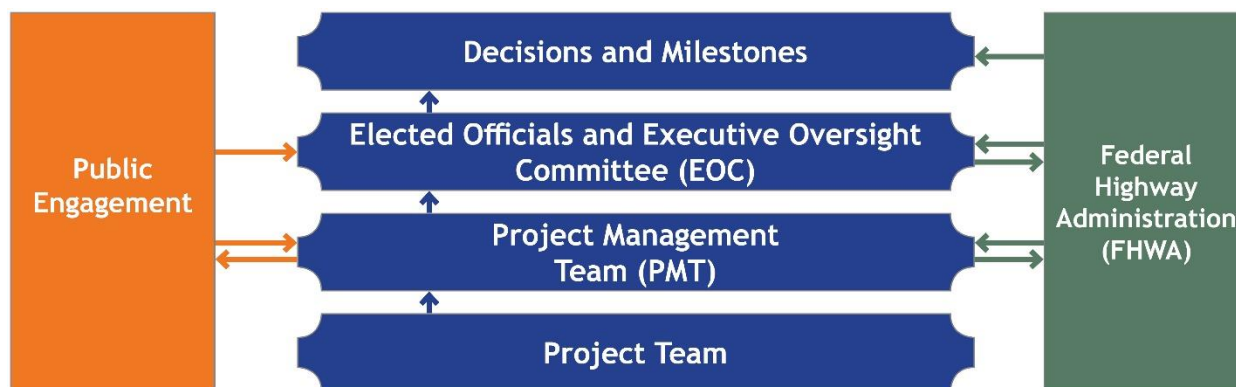 Decisions and Milestones
Elected Officials and Executive Oversight
Committee (EOC)
Public
Engagement
Federal
Highway
Administration
(FHWA)
Project Management
Team (PMT)
Project Team